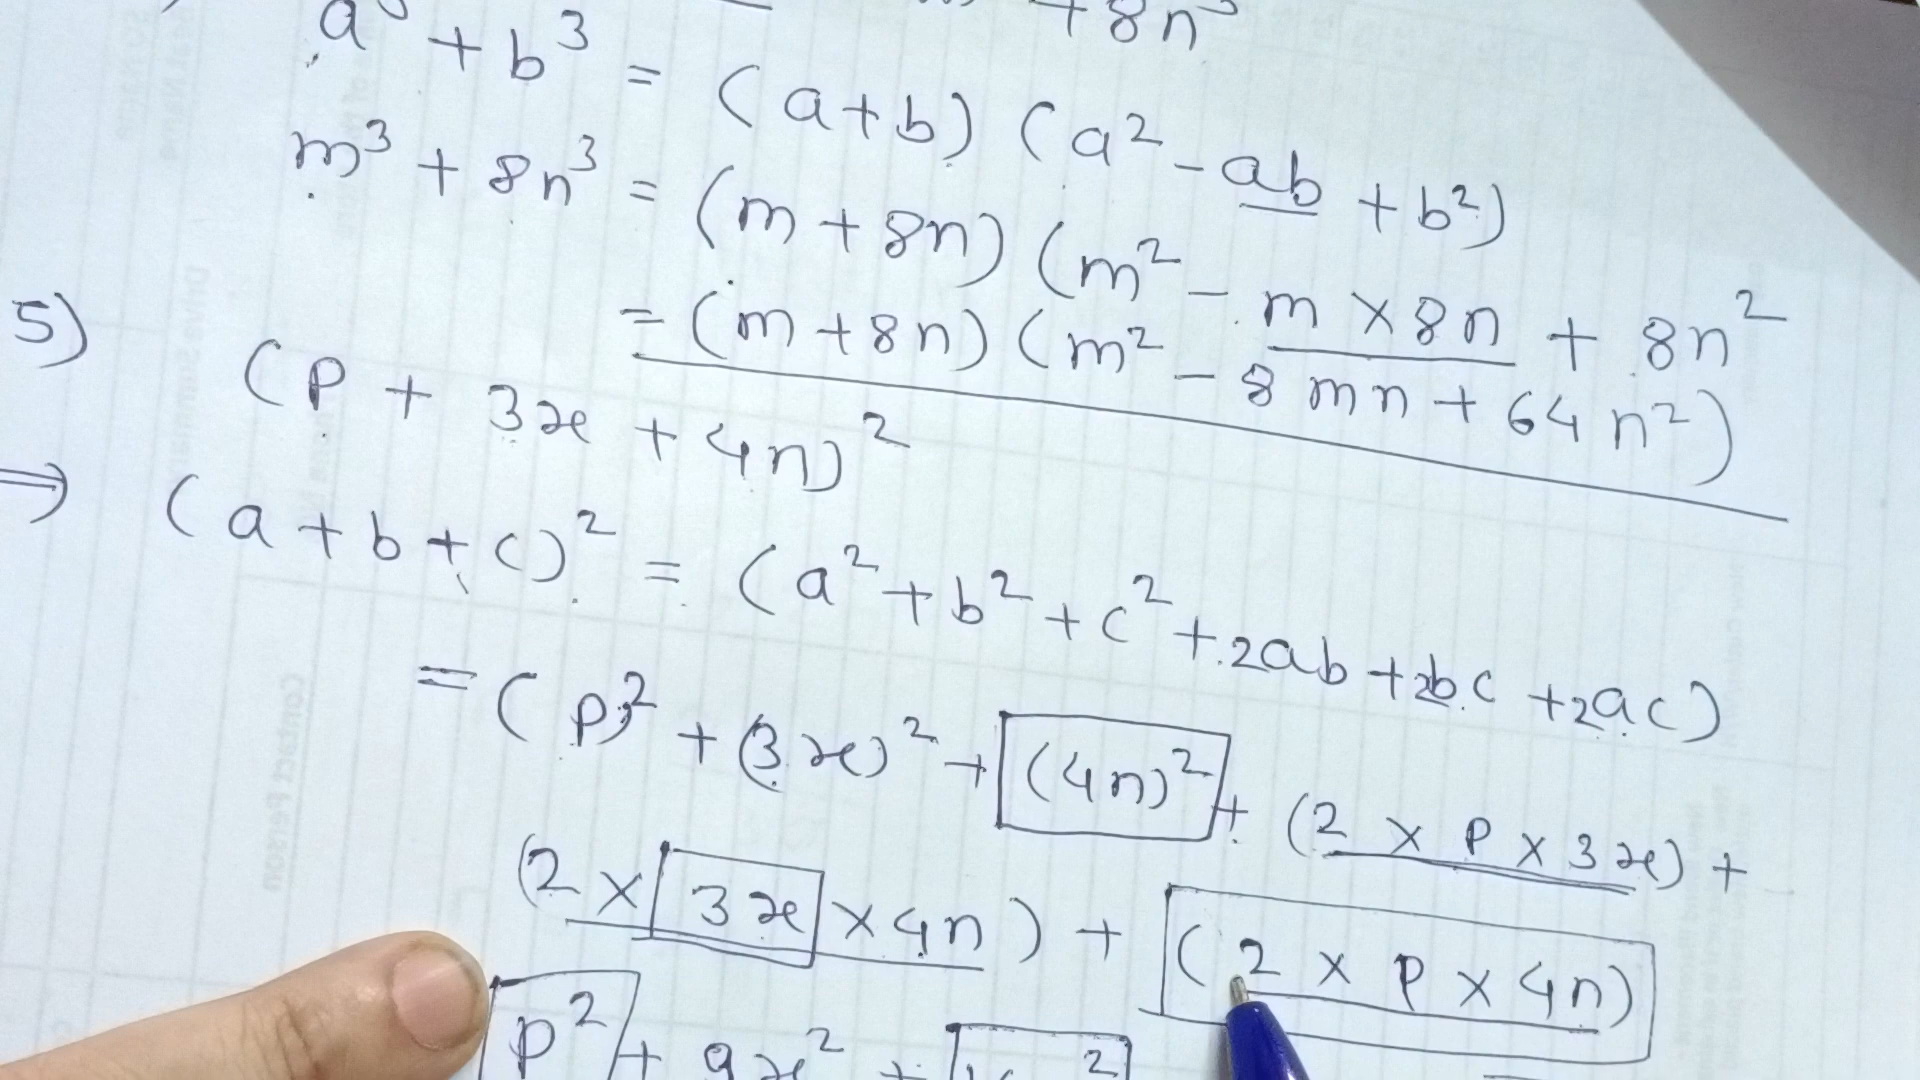 + 8n³
a³ + b³ = (a+b) (a² - ab + b²)
m³ + 8n³ = (m + 8n) (m² - m × 8n + 8n²
= (m + 8n) (m² - 8mn + 64n²)
5) (p + 3x + 4n)²
⇒ (a + b + c)² = (a² + b² + c² + 2ab + 2bc + 2ac)
= (p)² + (3x)² + (4n)² + (2 × p × 3x) +
(2 × 3x × 4n) + (2 × p × 4n)
p² + 9x² +